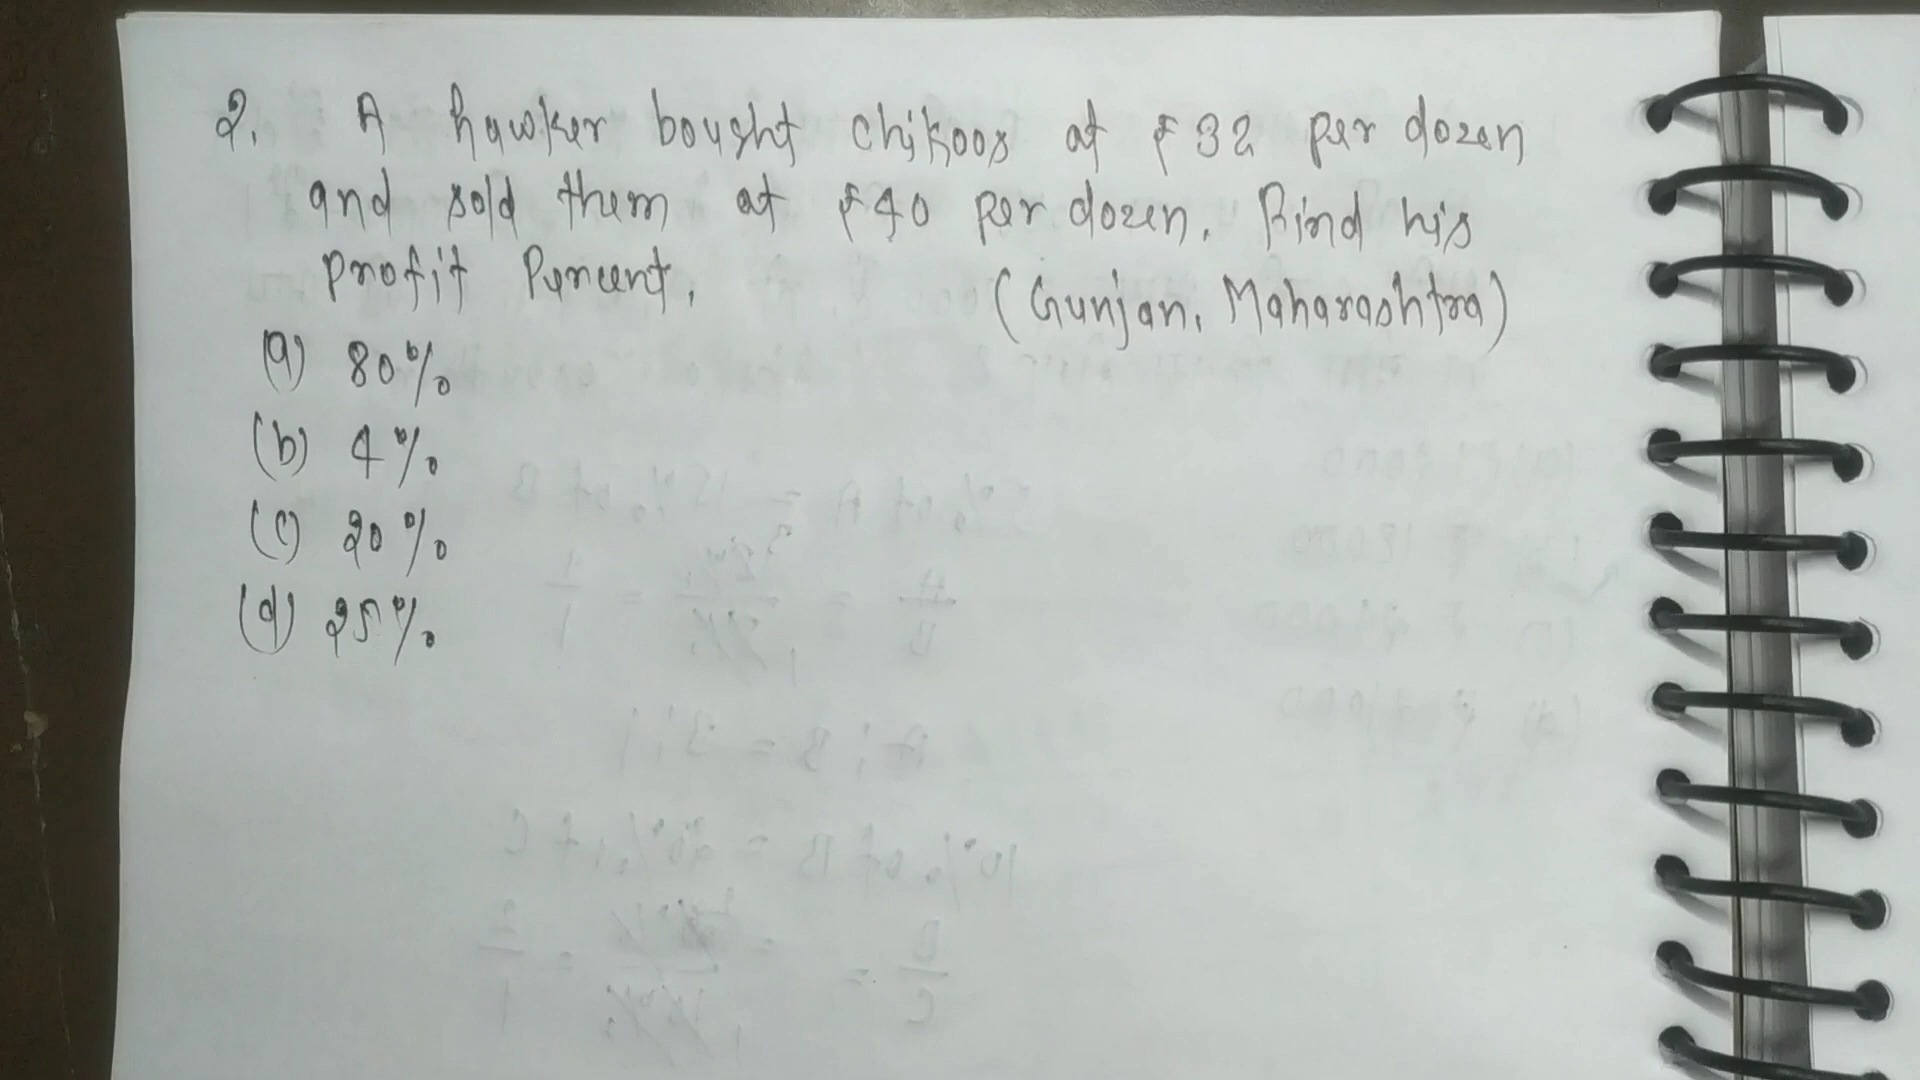 2. A hawker bought chikoos at ₹32 per dozen
and sold them at ₹40 per dozen. Find his
profit Percent.
(Gunjan, Maharashtra)
(a) 80%
(b) 4%
(c) 20%
(d) 25%